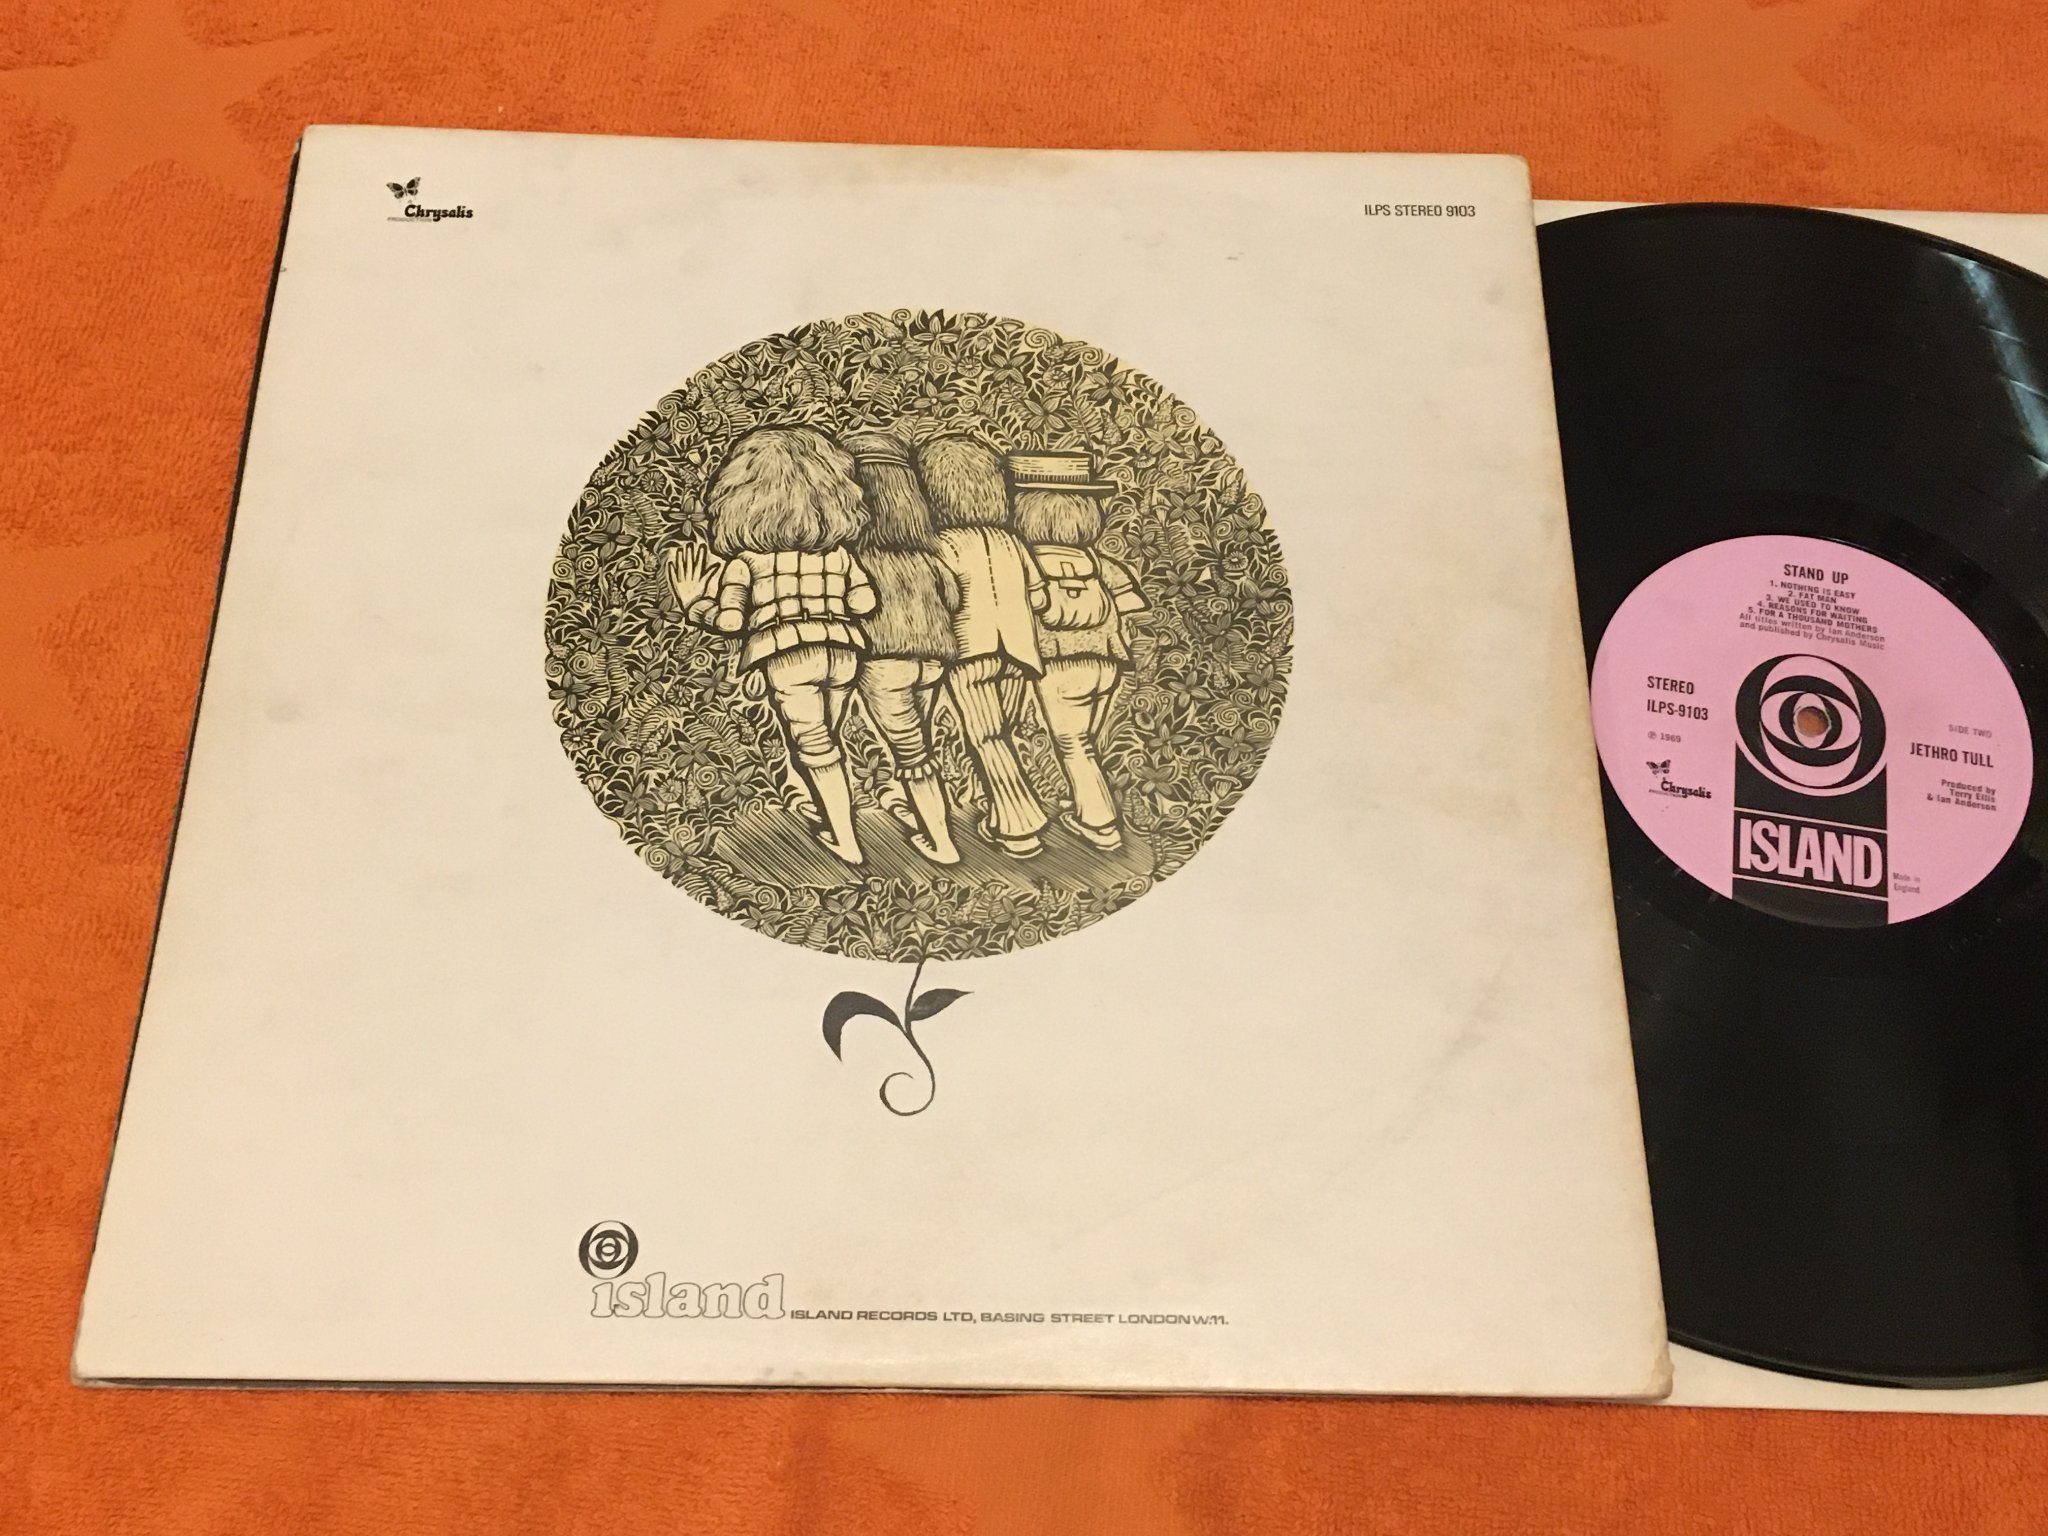 Chrysalis
PRODUCTION
ILPS STEREO 9103
island
ISLAND RECORDS LTD, BASING STREET LONDON W.11.
STAND UP
1. NOTHING IS EASY
2. FAT MAN
3. WE USED TO KNOW
4. REASONS FOR WAITING
5. FOR A THOUSAND MOTHERS
All titles written by Ian Anderson
and published by Chrysalis Music
STEREO
ILPS-9103
℗ 1969
Chrysalis
PRODUCTION
SIDE TWO
JETHRO TULL
Produced by
Terry Ellis
& Ian Anderson
ISLAND
Made in
England